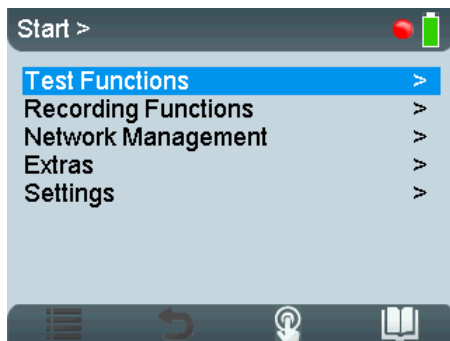 Start >
Test Functions >
Recording Functions >
Network Management >
Extras >
Settings >